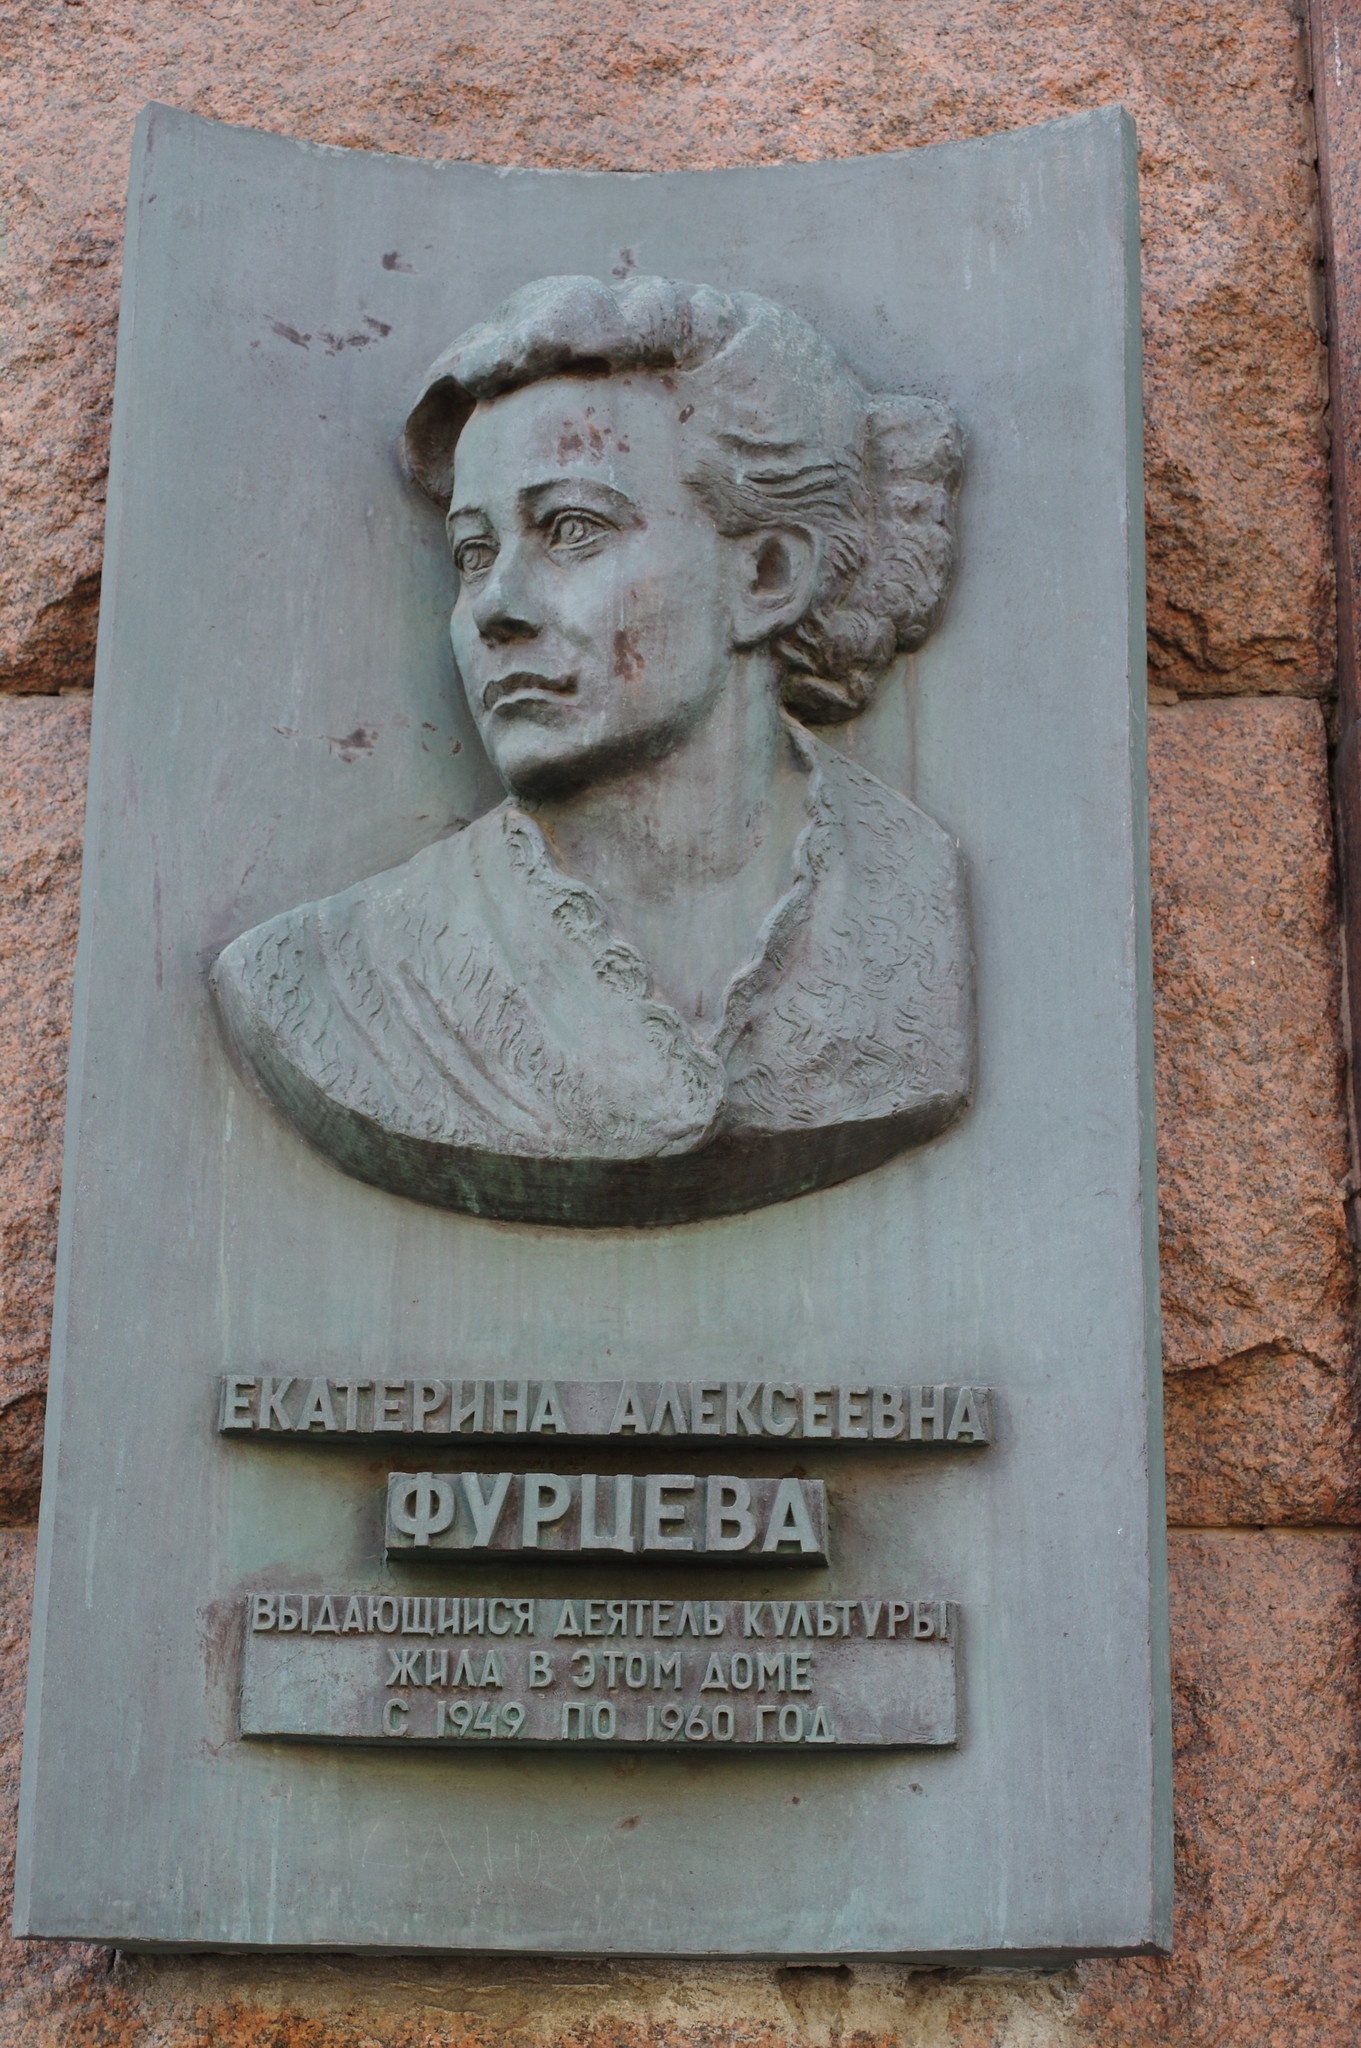 ЕКАТЕРИНА АЛЕКСЕЕВНА
ФУРЦЕВА
ВЫДАЮЩИЙСЯ ДЕЯТЕЛЬ КУЛЬТУРЫ
ЖИЛА В ЭТОМ ДОМЕ
С 1949 ПО 1960 ГОД